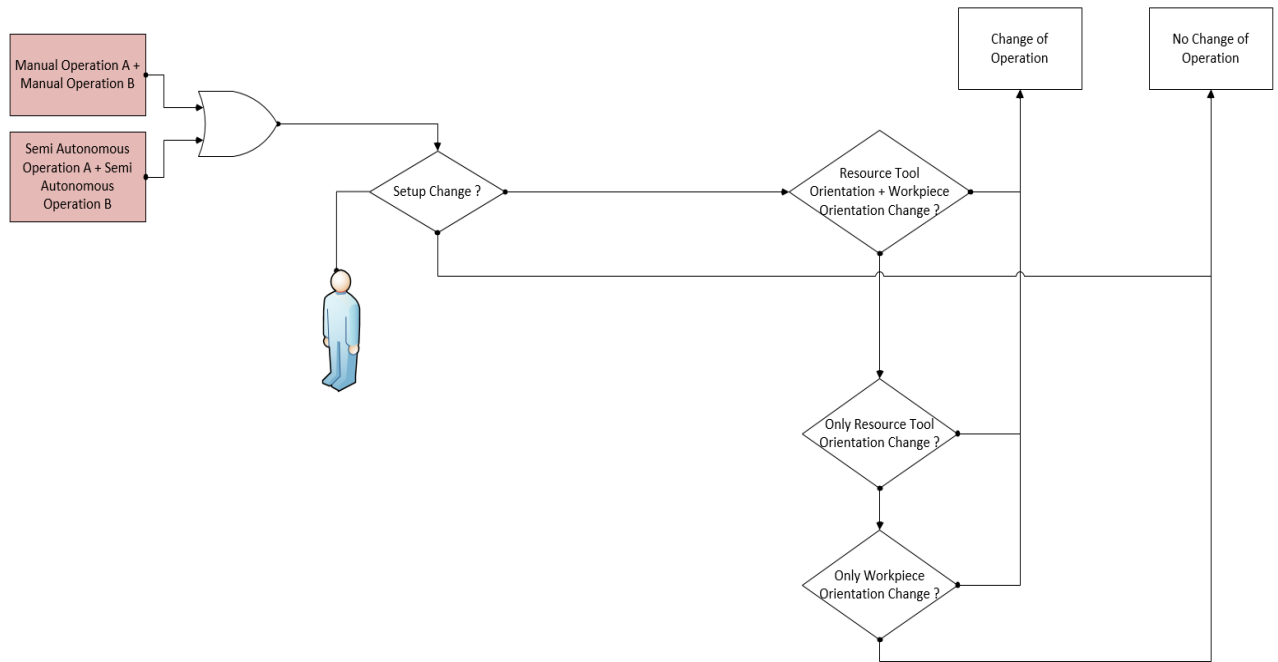 Manual Operation A +
Manual Operation B
Semi Autonomous
Operation A + Semi
Autonomous
Operation B
Setup Change ?
Resource Tool
Orientation + Workpiece
Orientation Change ?
Only Resource Tool
Orientation Change ?
Only Workpiece
Orientation Change ?
Change of
Operation
No Change of
Operation